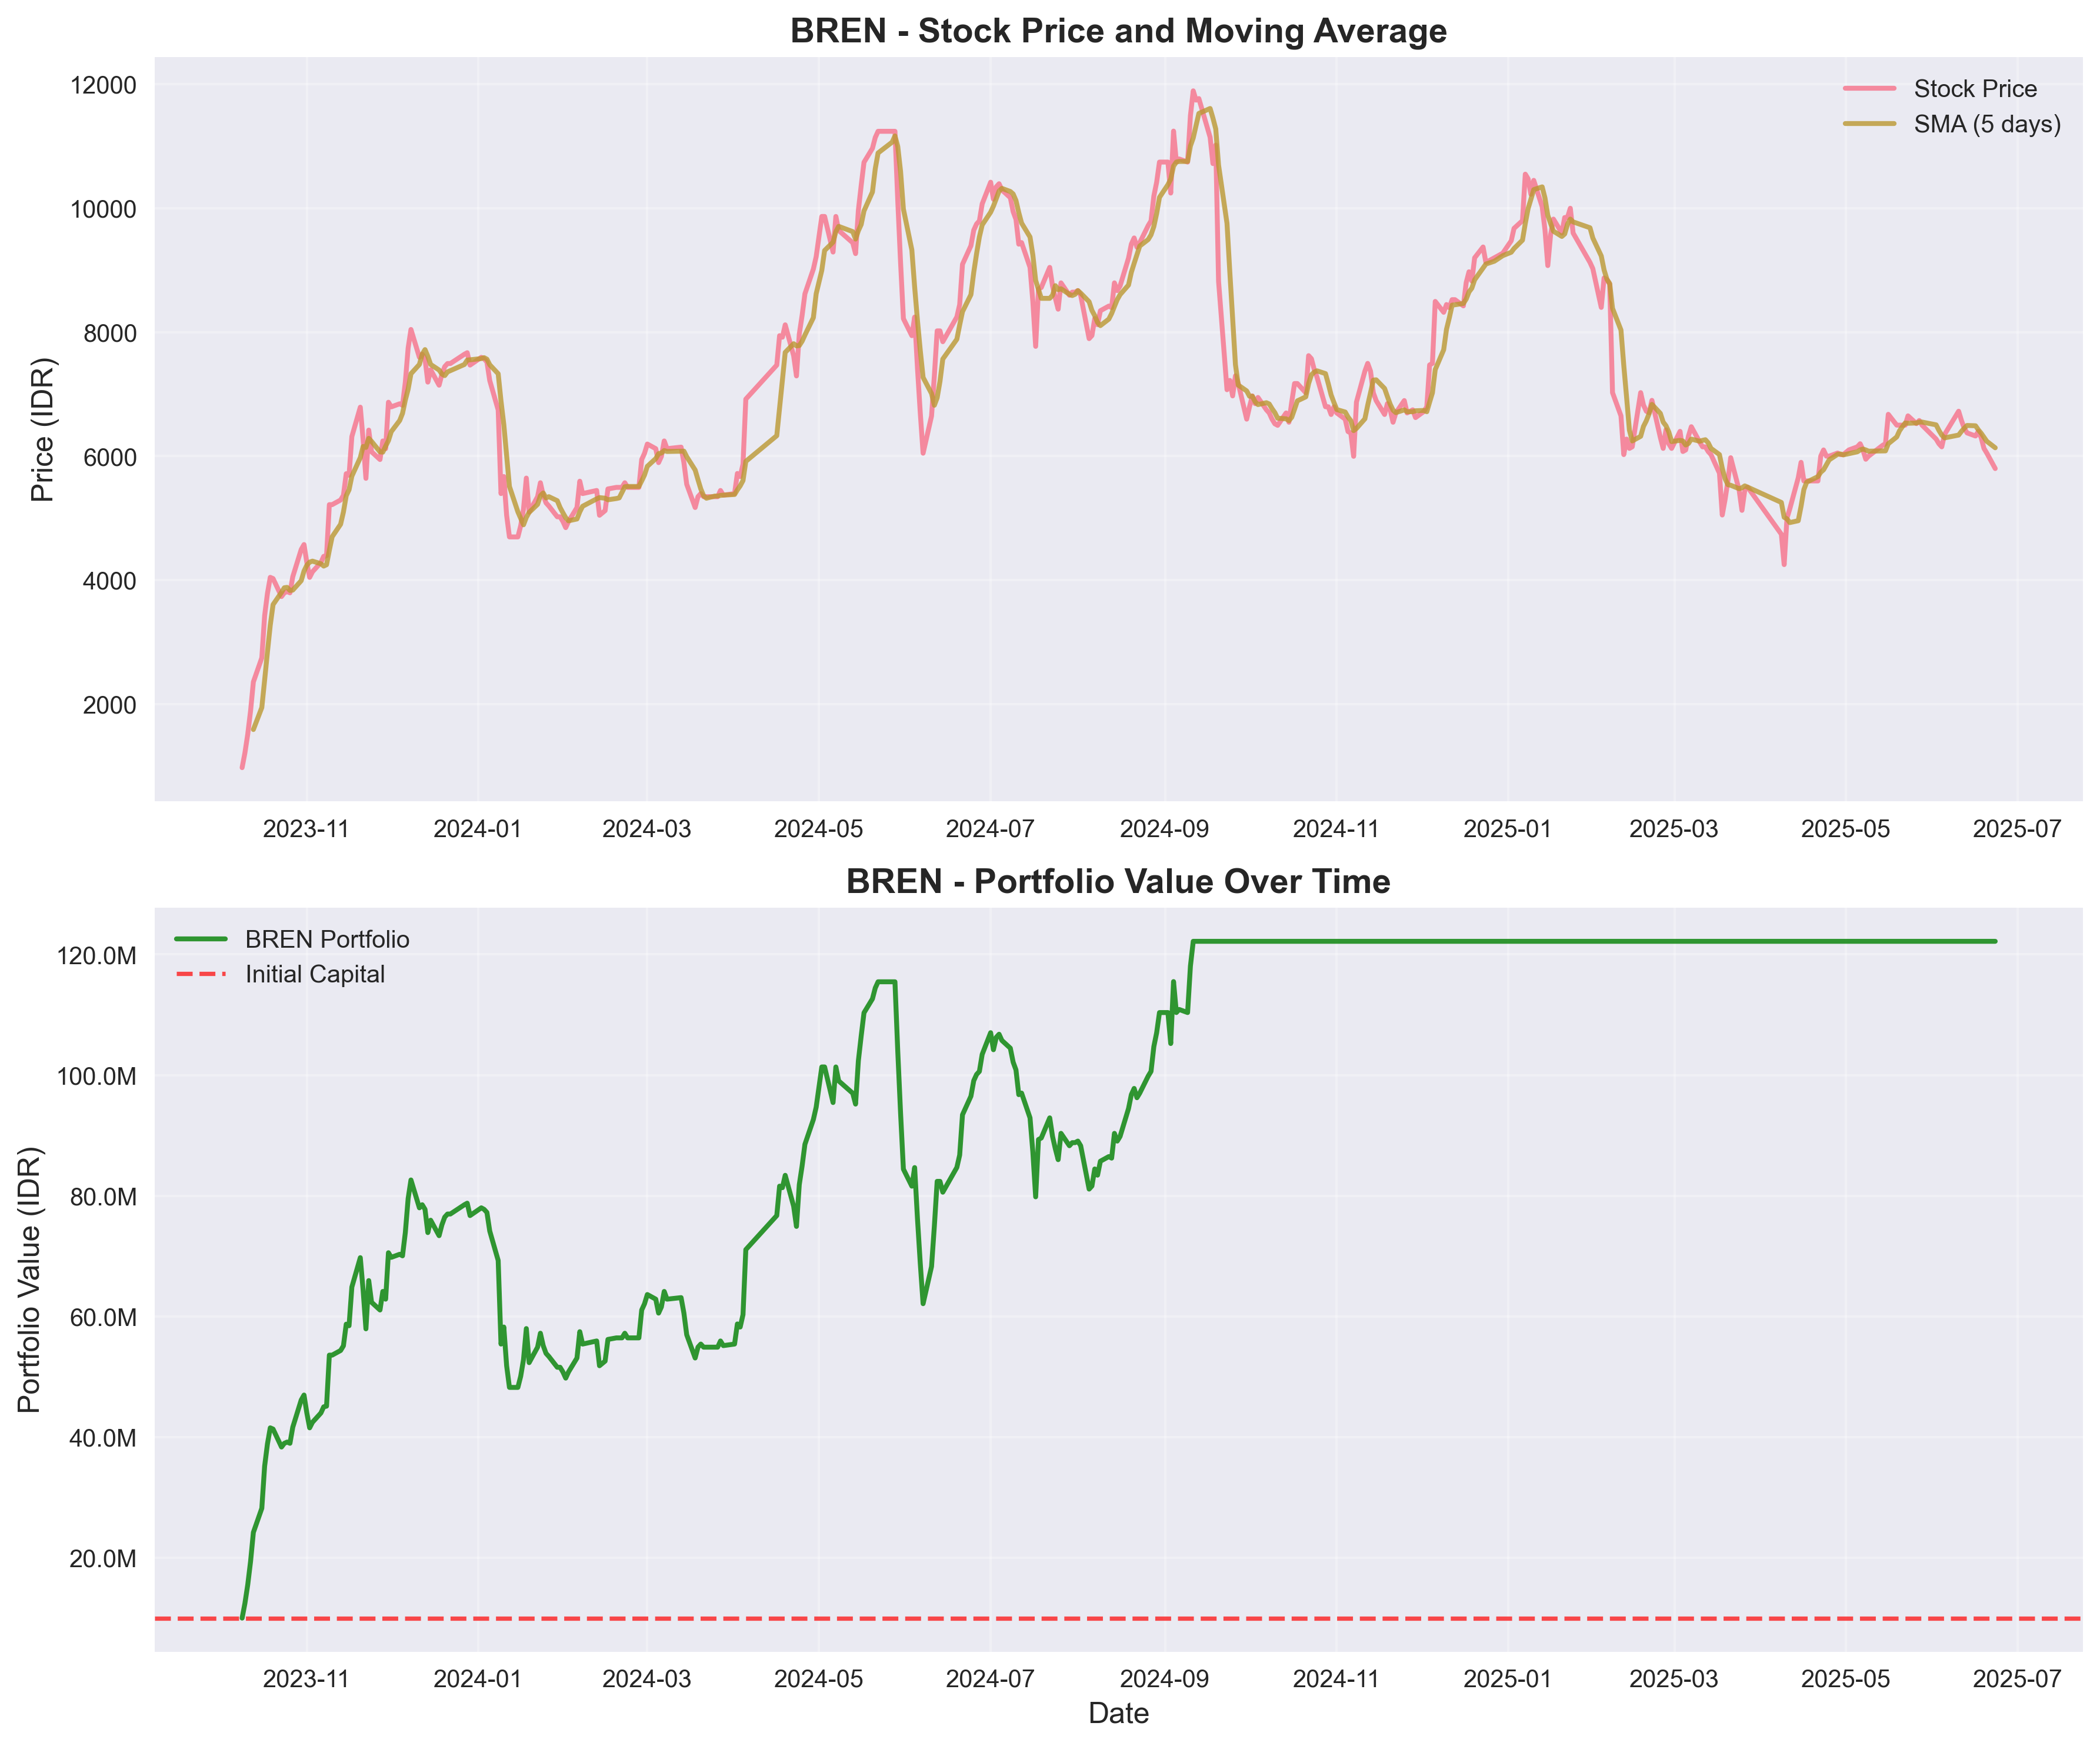 BREN - Stock Price and Moving Average
Price (IDR)
12000
10000
8000
6000
4000
2000
Stock Price
SMA (5 days)
2023-11 2024-01 2024-03 2024-05 2024-07 2024-09 2024-11 2025-01 2025-03 2025-05 2025-07
BREN - Portfolio Value Over Time
Portfolio Value (IDR)
120.0M
100.0M
80.0M
60.0M
40.0M
20.0M
BREN Portfolio
Initial Capital
2023-11 2024-01 2024-03 2024-05 2024-07 2024-09 2024-11 2025-01 2025-03 2025-05 2025-07
Date